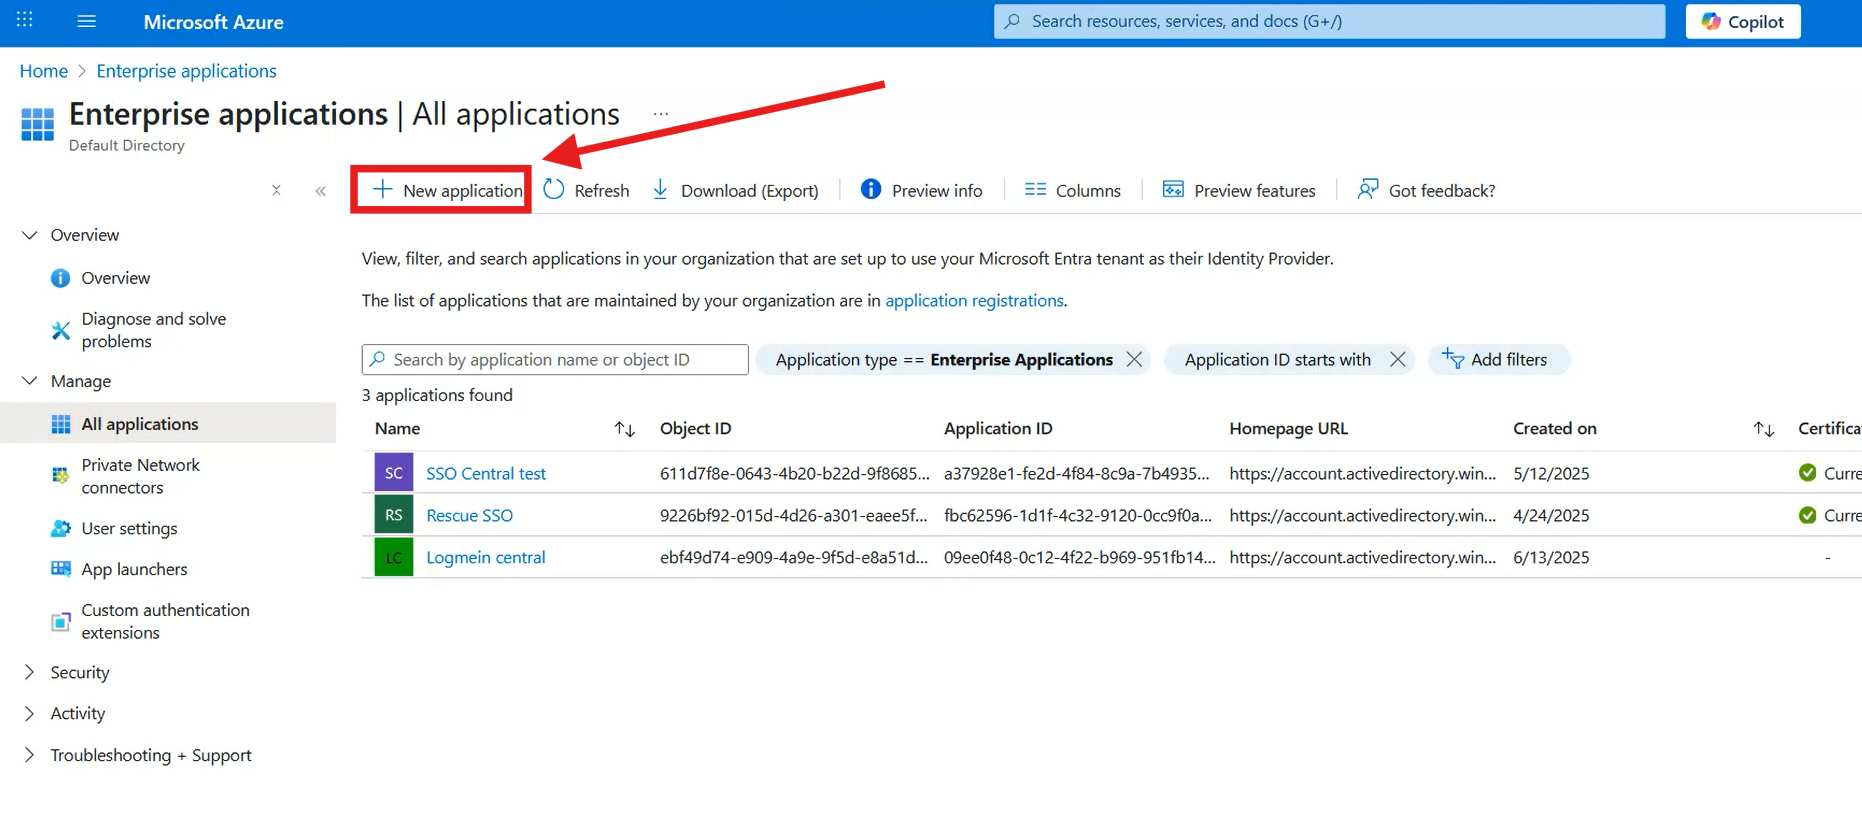 Microsoft Azure
Search resources, services, and docs (G+/)
Copilot
Home > Enterprise applications
Enterprise applications | All applications ...
Default Directory
New application
Refresh
Download (Export)
Preview info
Columns
Preview features
Got feedback?
Overview
Overview
Diagnose and solve
problems
Manage
All applications
Private Network
connectors
User settings
App launchers
Custom authentication
extensions
Security
Activity
Troubleshooting + Support
View, filter, and search applications in your organization that are set up to use your Microsoft Entra tenant as their Identity Provider.
The list of applications that are maintained by your organization are in application registrations.
Search by application name or object ID
Application type == Enterprise Applications
Application ID starts with
Add filters
3 applications found
Name Object ID Application ID Homepage URL Created on Certifica
SC SSO Central test 611d7f8e-0643-4b20-b22d-9f8685... a37928e1-fe2d-4f84-8c9a-7b4935... https://account.activedirectory.win... 5/12/2025 Curre
RS Rescue SSO 9226bf92-015d-4d26-a301-eaee5f... fbc62596-1d1f-4c32-9120-0cc9f0a... https://account.activedirectory.win... 4/24/2025 Curre
LC Logmein central ebf49d74-e909-4a9e-9f5d-e8a51d... 09ee0f48-0c12-4f22-b969-951fb14... https://account.activedirectory.win... 6/13/2025 -